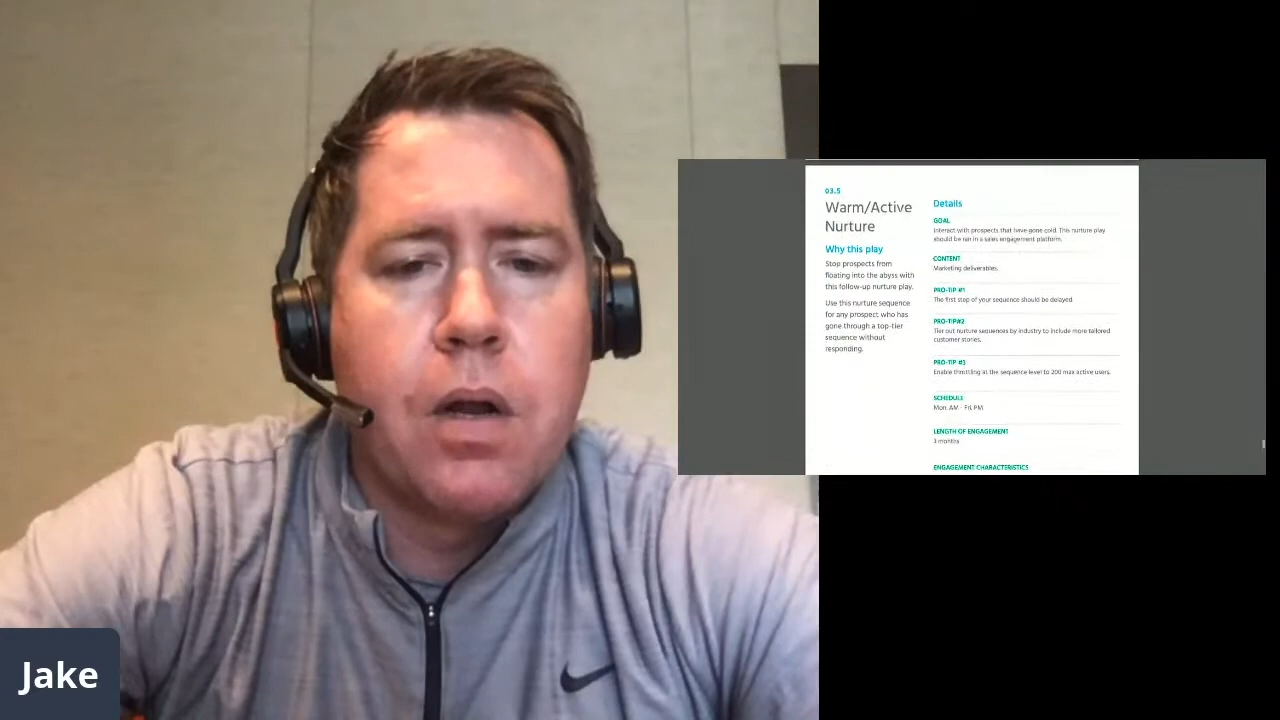 03.5
Warm/Active
Nurture
Why this play
Stop prospects from
floating into the abyss with
this follow-up nurture play.
Use this nurture sequence
for any prospect who has
gone through a top-tier
sequence without
responding.
Details
GOAL
Interact with prospects that have gone cold. This nurture play
should be ran in a sales engagement platform.
CONTENT
Marketing deliverables.
PRO-TIP #1
The first step of your sequence should be delayed.
PRO-TIP#2
Tier out nurture sequences by industry to include more tailored
customer stories.
PRO-TIP #3
Enable throttling at the sequence level to 200 max active users.
SCHEDULE
Mon. AM - Fri. PM
LENGTH OF ENGAGEMENT
3 months
ENGAGEMENT CHARACTERISTICS
Jake